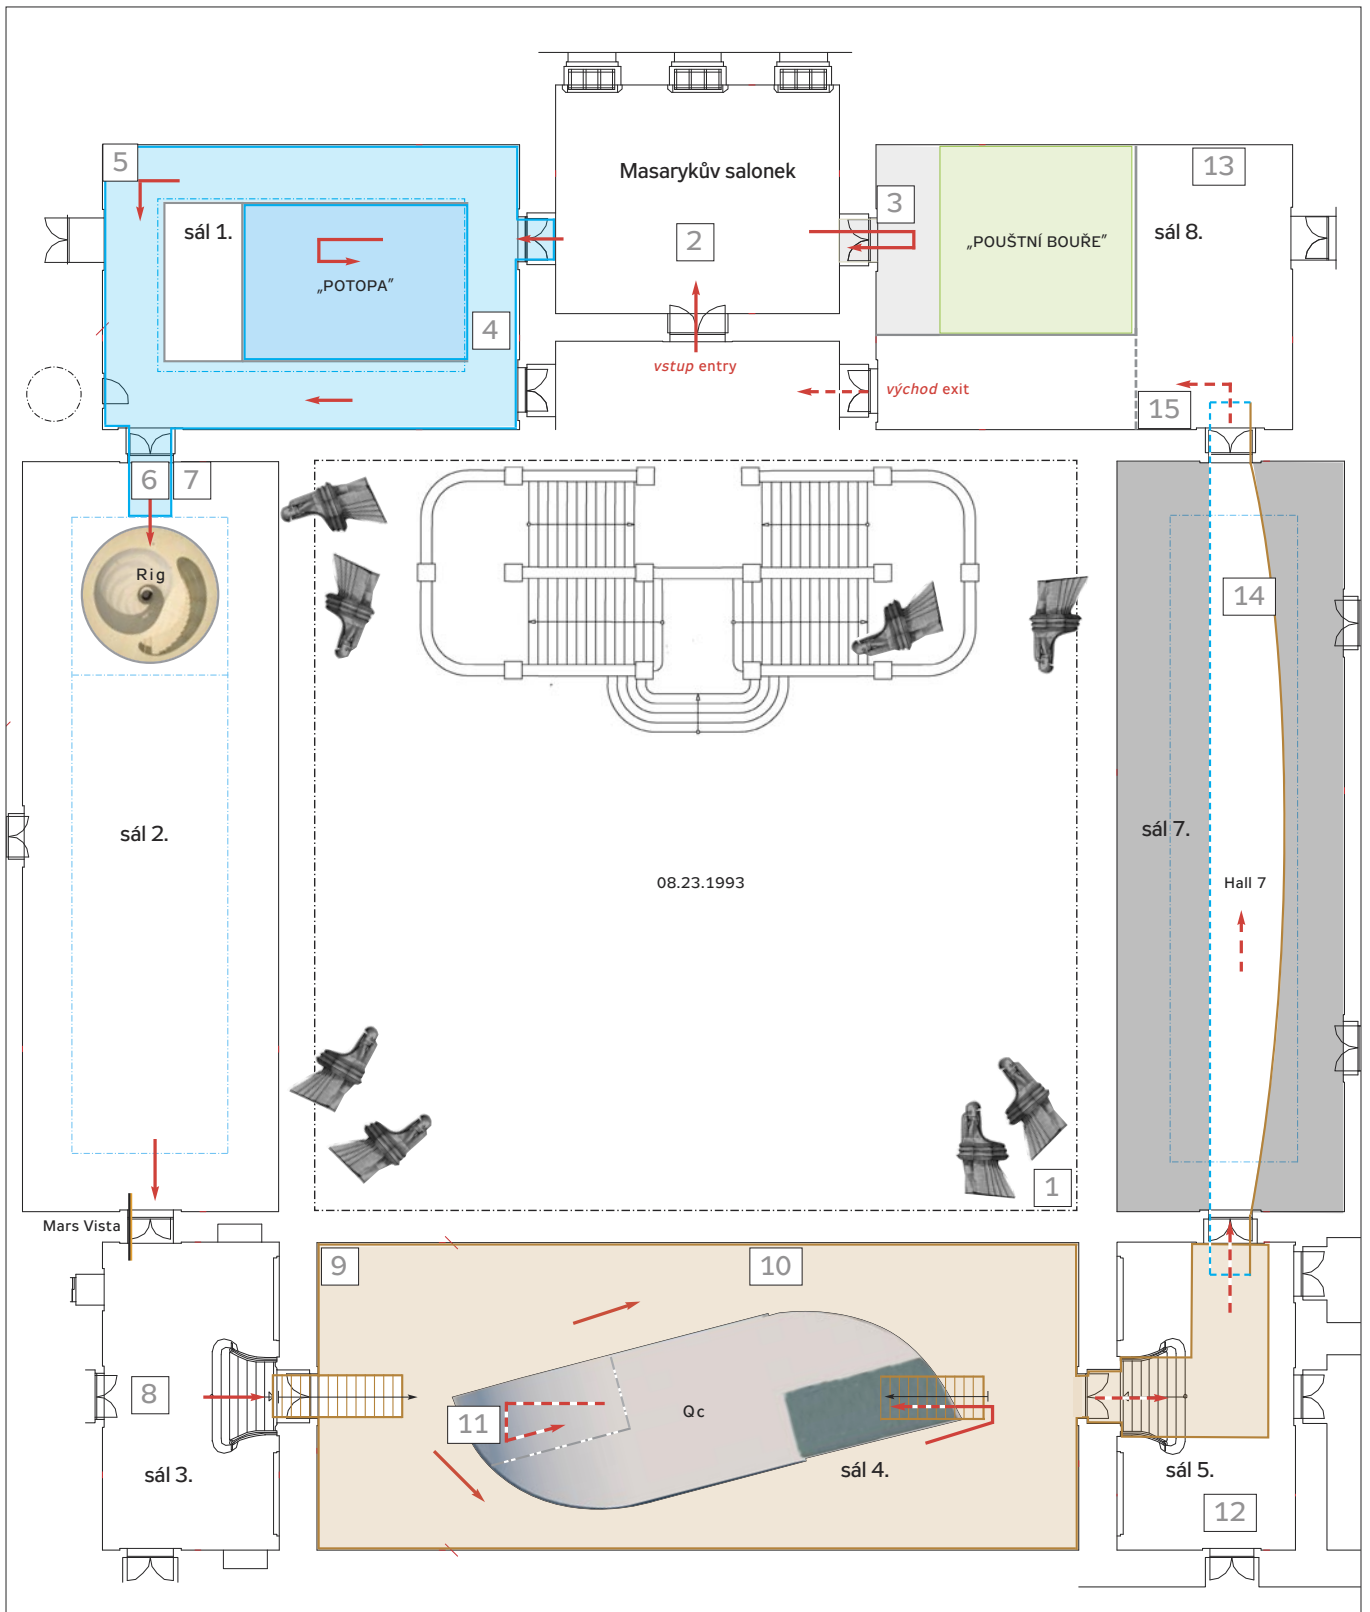 Masarykův salonek
2
5
sál 1.
„POTOPA”
4
3
„POUŠTNÍ BOUŘE”
13
sál 8.
vstup entry
východ exit
15
6
7
Rig
14
sál 2.
08.23.1993
sál 7.
Hall 7
1
Mars Vista
9
10
8
11
Qc
sál 3.
sál 4.
sál 5.
12